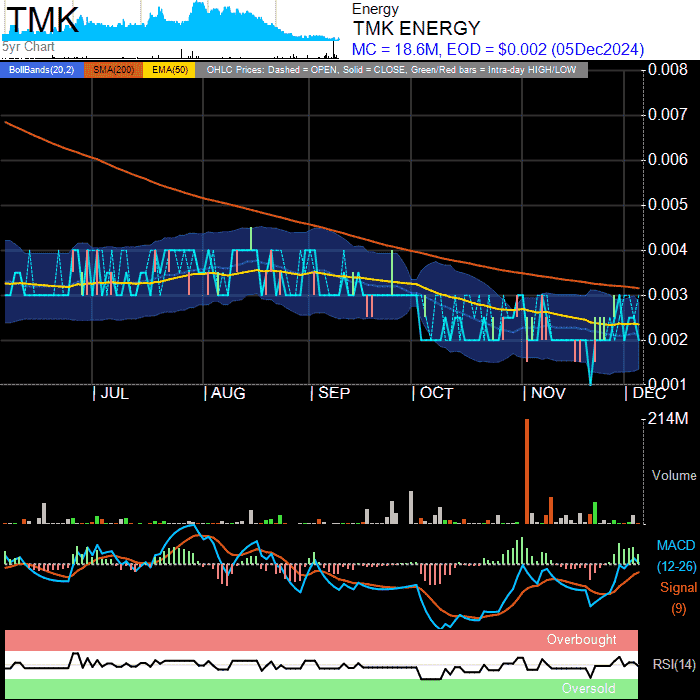 TMK
5yr Chart
Energy
TMK ENERGY
MC = 18.6M, EOD = $0.002 (05Dec2024)
BollBands(20,2) SMA(200) EMA(50) OHLC Prices: Dashed = OPEN, Solid = CLOSE, Green/Red bars = Intra-day HIGH/LOW
0.008
0.007
0.006
0.005
0.004
0.003
0.002
0.001
JUL AUG SEP OCT NOV DEC
214M
Volume
MACD
(12-26)
Signal
(9)
Overbought
RSI(14)
Oversold